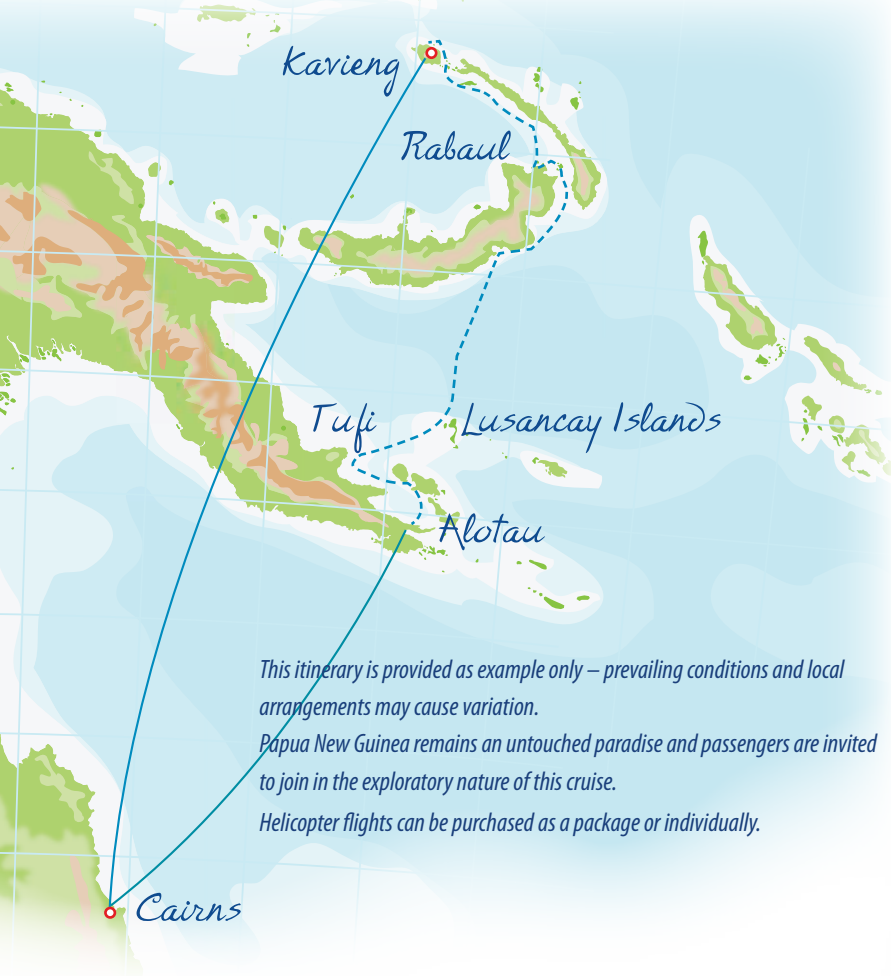 Kavieng
Rabaul
Tufi
Lusancay Islands
Alotau
This itinerary is provided as example only – prevailing conditions and local
arrangements may cause variation.
Papua New Guinea remains an untouched paradise and passengers are invited
to join in the exploratory nature of this cruise.
Helicopter flights can be purchased as a package or individually.
Cairns